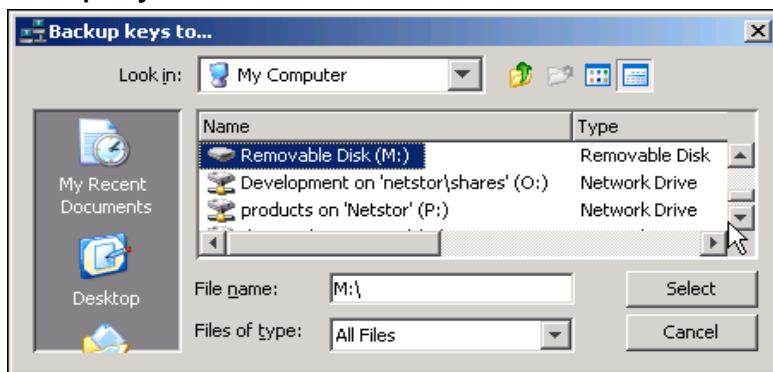 Backup keys to...
Look in: My Computer
Name Type
Removable Disk (M:) Removable Disk
Development on 'netstor\shares' (O:) Network Drive
products on 'Netstor' (P:) Network Drive
My Recent
Documents
Desktop
File name: M:\ Select
Files of type: All Files Cancel